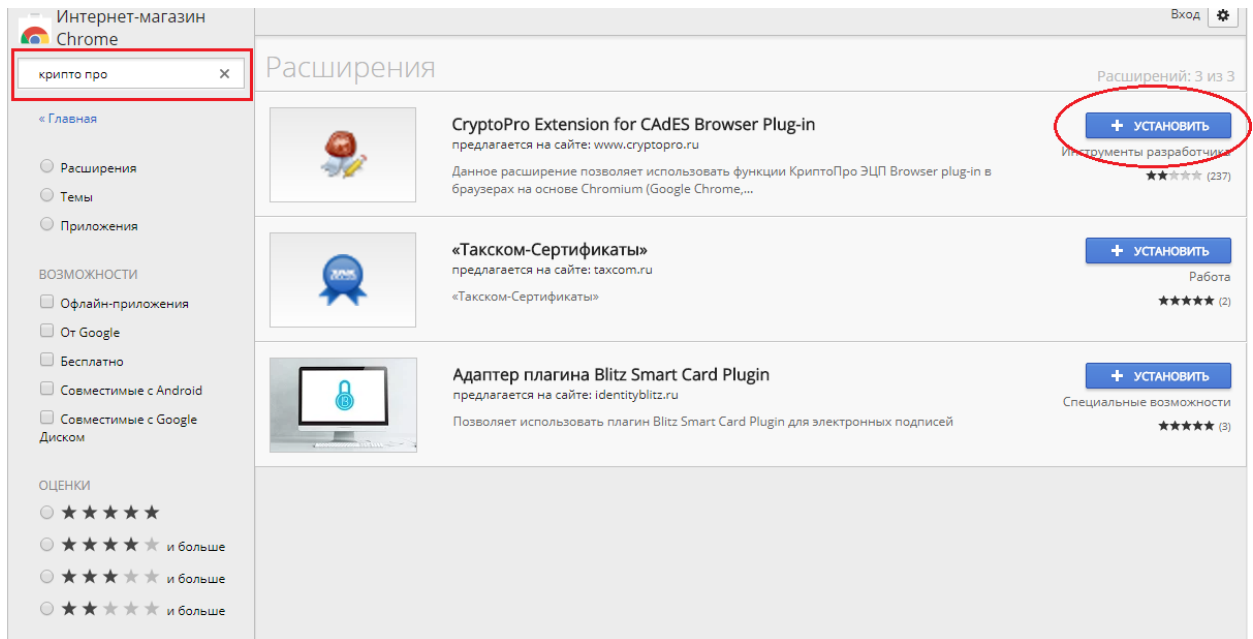 Интернет-магазин
Chrome
Вход
крипто про
« Главная
Расширения
Темы
Приложения
ВОЗМОЖНОСТИ
Офлайн-приложения
От Google
Бесплатно
Совместимые с Android
Совместимые с Google
Диском
ОЦЕНКИ
и больше
и больше
и больше
Расширения
Расширений: 3 из 3
CryptoPro Extension for CAdES Browser Plug-in
предлагается на сайте: www.cryptopro.ru
Данное расширение позволяет использовать функции КриптоПро ЭЦП Browser plug-in в
браузерах на основе Chromium (Google Chrome,...
УСТАНОВИТЬ
Инструменты разработчика
(237)
«Такском-Сертификаты»
предлагается на сайте: taxcom.ru
«Такском-Сертификаты»
УСТАНОВИТЬ
Работа
(2)
Адаптер плагина Blitz Smart Card Plugin
предлагается на сайте: identityblitz.ru
Позволяет использовать плагин Blitz Smart Card Plugin для электронных подписей
УСТАНОВИТЬ
Специальные возможности
(3)